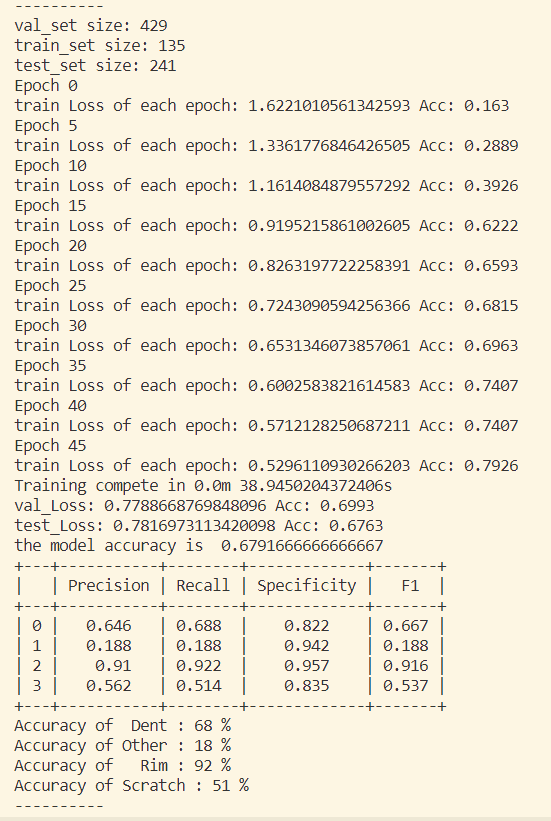 ----------
val_set size: 429
train_set size: 135
test_set size: 241
Epoch 0
train Loss of each epoch: 1.6221010561342593 Acc: 0.163
Epoch 5
train Loss of each epoch: 1.3361776846426505 Acc: 0.2889
Epoch 10
train Loss of each epoch: 1.1614084879557292 Acc: 0.3926
Epoch 15
train Loss of each epoch: 0.9195215861002605 Acc: 0.6222
Epoch 20
train Loss of each epoch: 0.8263197722258391 Acc: 0.6593
Epoch 25
train Loss of each epoch: 0.7243090594256366 Acc: 0.6815
Epoch 30
train Loss of each epoch: 0.6531346073857061 Acc: 0.6963
Epoch 35
train Loss of each epoch: 0.6002583821614583 Acc: 0.7407
Epoch 40
train Loss of each epoch: 0.5712128250687211 Acc: 0.7407
Epoch 45
train Loss of each epoch: 0.5296110930266203 Acc: 0.7926
Training compete in 0.0m 38.9450204372406s
val_Loss: 0.7788668769848096 Acc: 0.6993
test_Loss: 0.7816973113420098 Acc: 0.6763
the model accuracy is  0.6791666666666667
+---+-----------+--------+-------------+-------+
|   | Precision | Recall | Specificity |   F1  |
+---+-----------+--------+-------------+-------+
| 0 |   0.646   | 0.688  |    0.822    | 0.667 |
| 1 |   0.188   | 0.188  |    0.942    | 0.188 |
| 2 |    0.91   | 0.922  |    0.957    | 0.916 |
| 3 |   0.562   | 0.514  |    0.835    | 0.537 |
+---+-----------+--------+-------------+-------+
Accuracy of  Dent : 68 %
Accuracy of Other : 18 %
Accuracy of   Rim : 92 %
Accuracy of Scratch : 51 %
----------